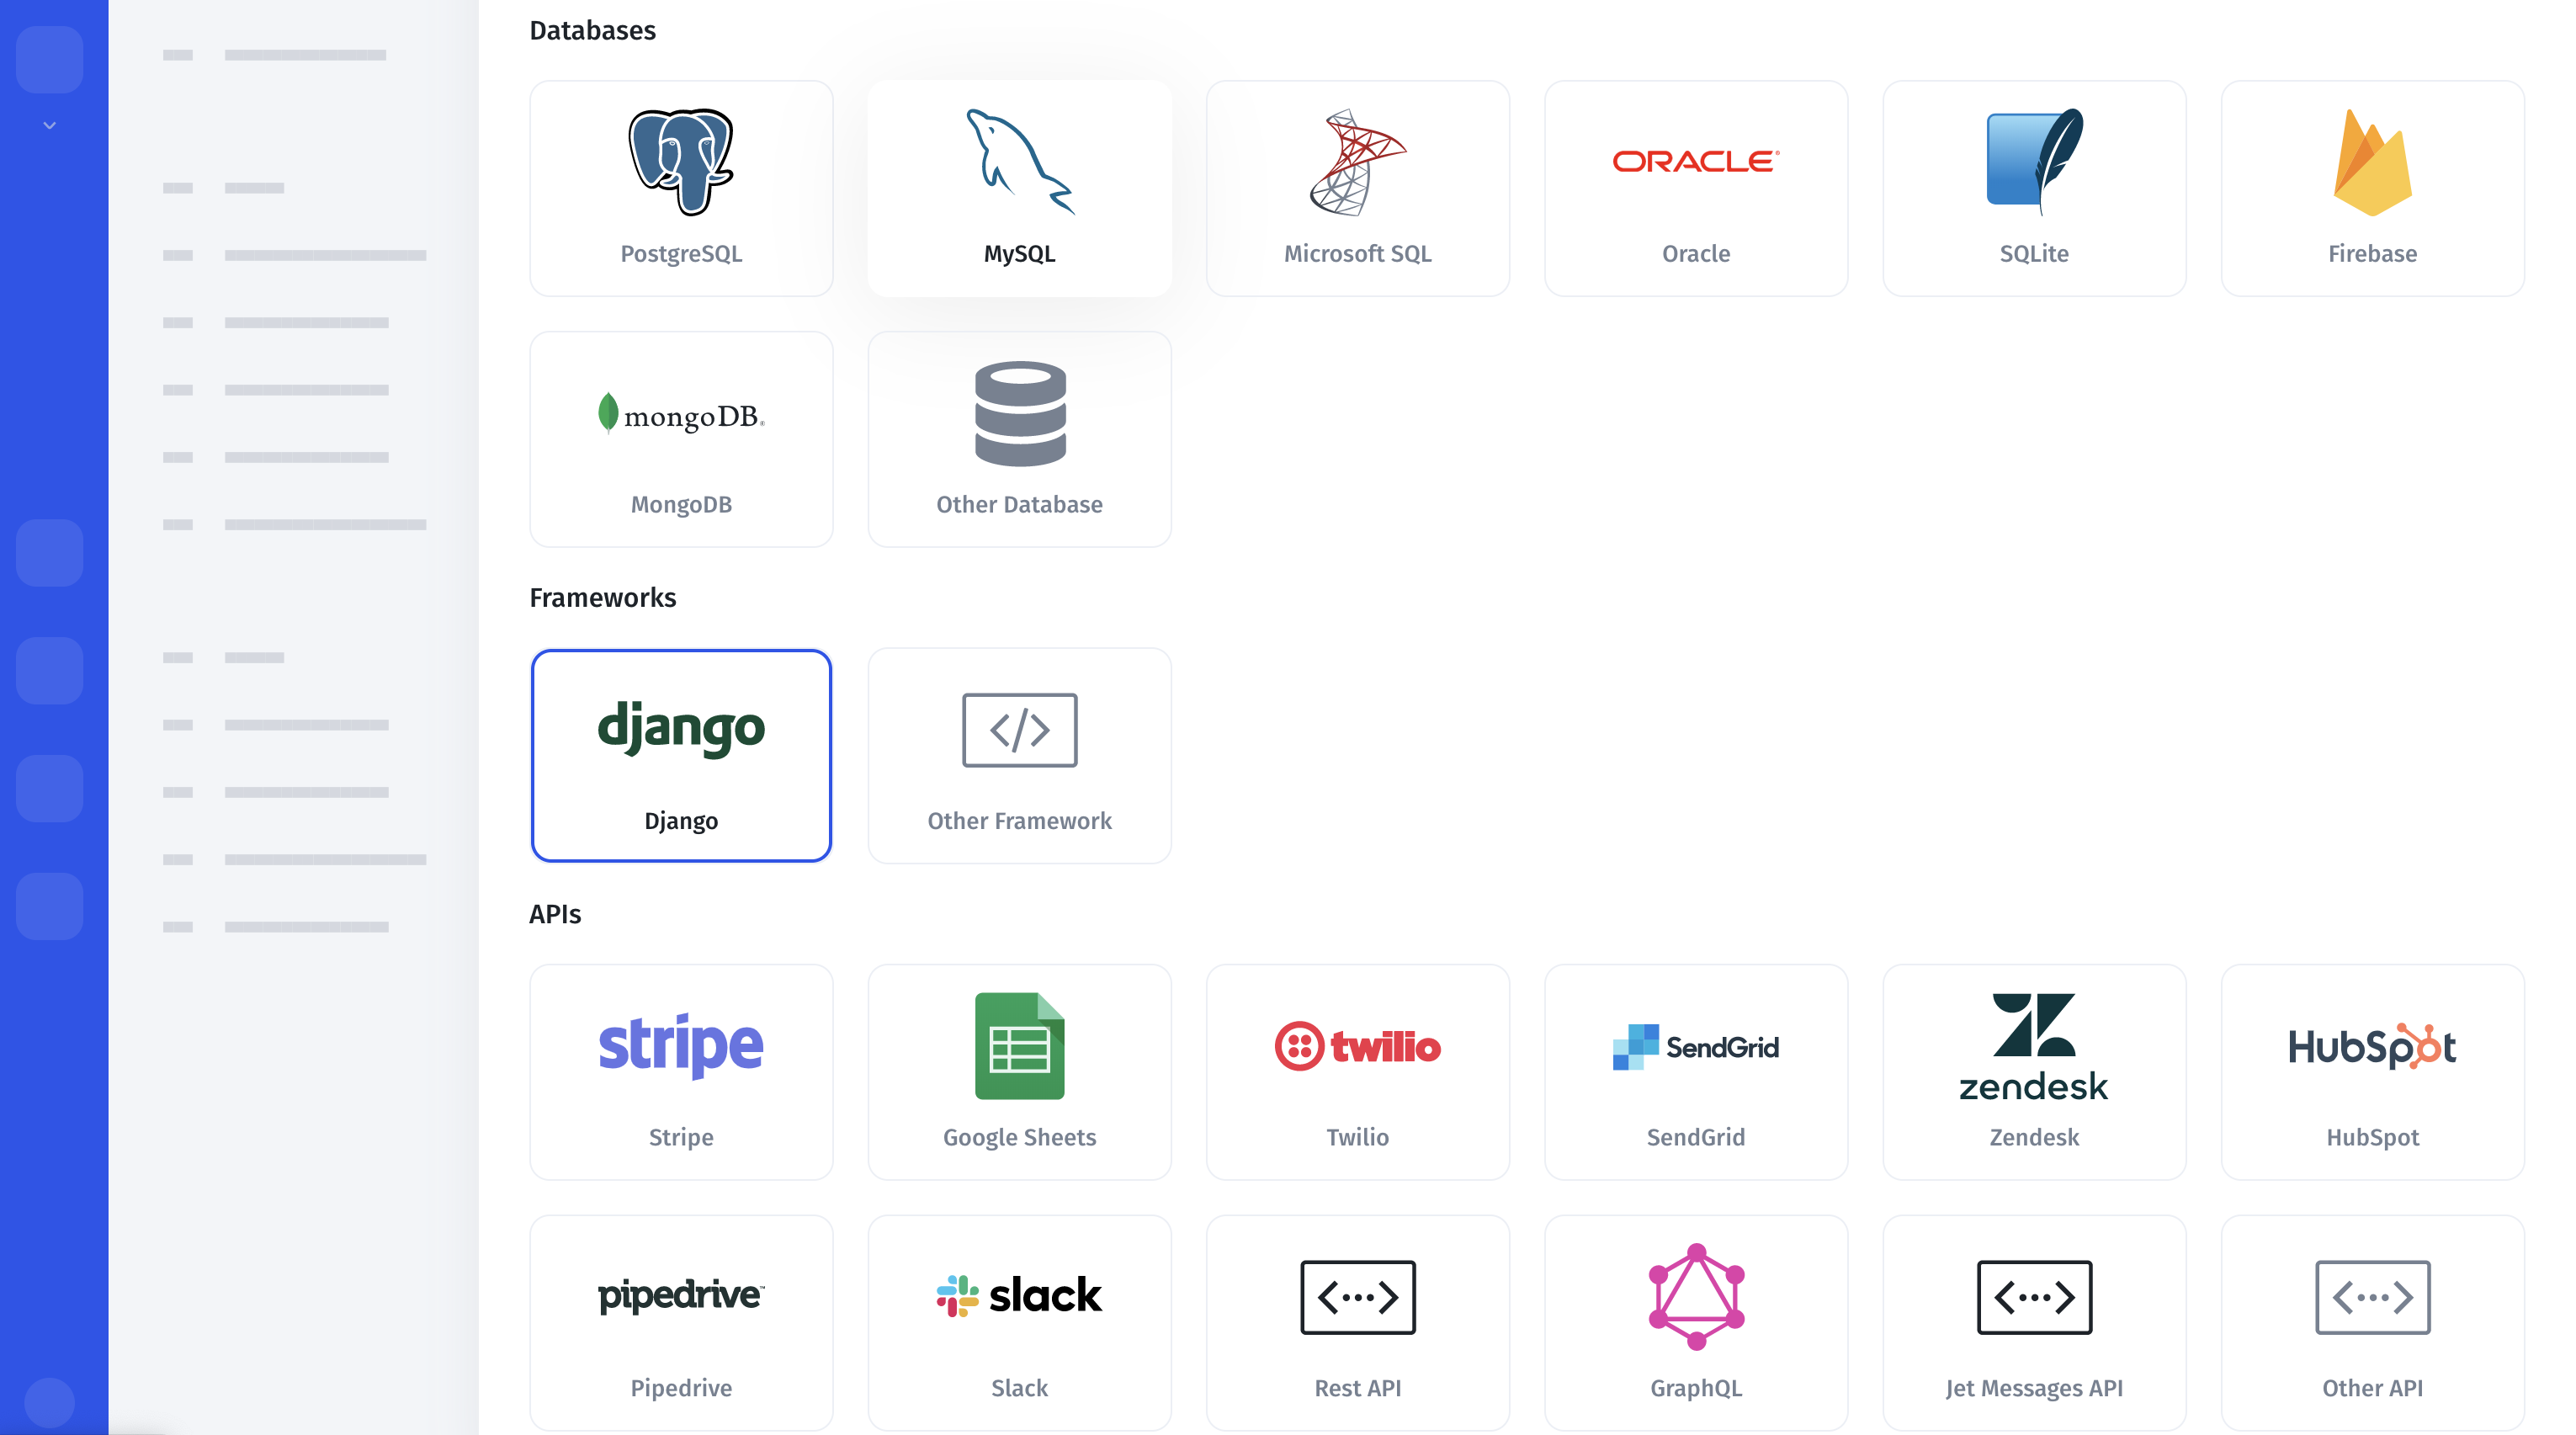 Databases
PostgreSQL
MySQL
Microsoft SQL
ORACLE®
Oracle
SQLite
Firebase
mongoDB®
MongoDB
Other Database
Frameworks
django
Django
</>
Other Framework
APIs
stripe
Stripe
Google Sheets
twilio
Twilio
SendGrid
SendGrid
zendesk
Zendesk
HubSpot
HubSpot
pipedrive™
Pipedrive
slack
Slack
<···>
Rest API
GraphQL
<···>
Jet Messages API
<···>
Other API